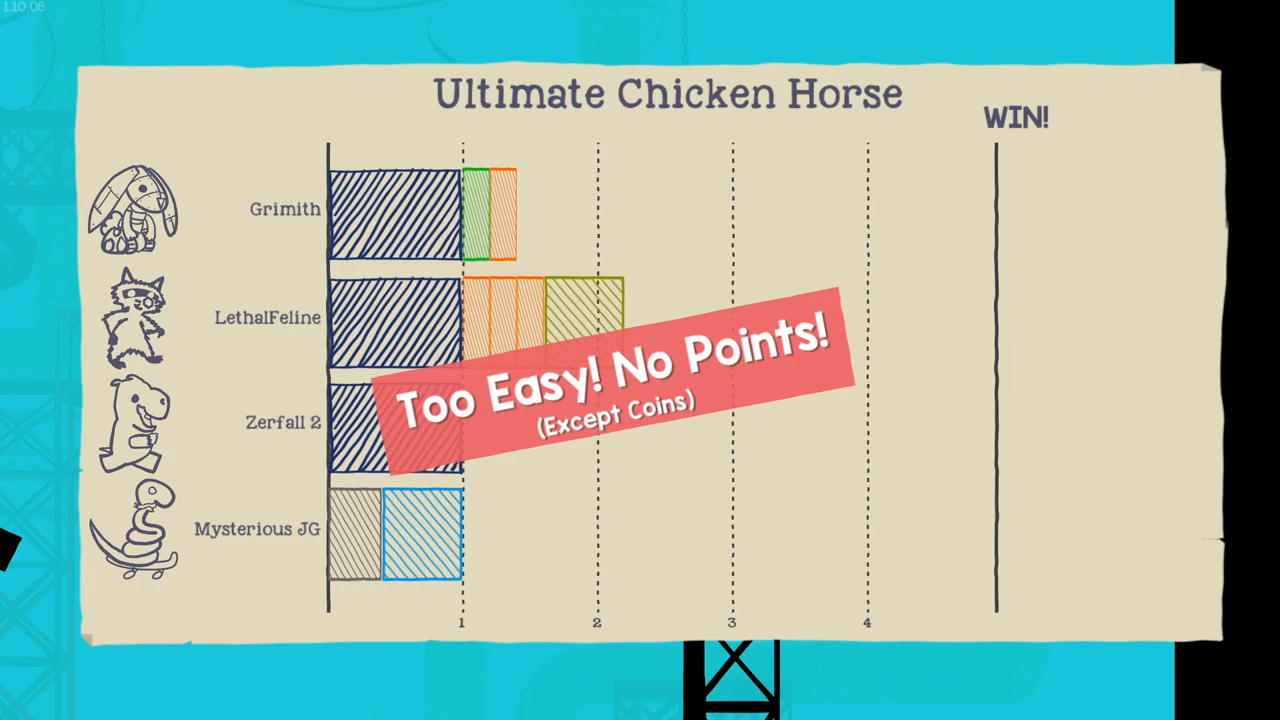 1.10.05
Ultimate Chicken Horse
WIN!
Grimith
LethalFeline
Too Easy! No Points!
(Except Coins)
Zerfall 2
Mysterious JG
1 2 3 4